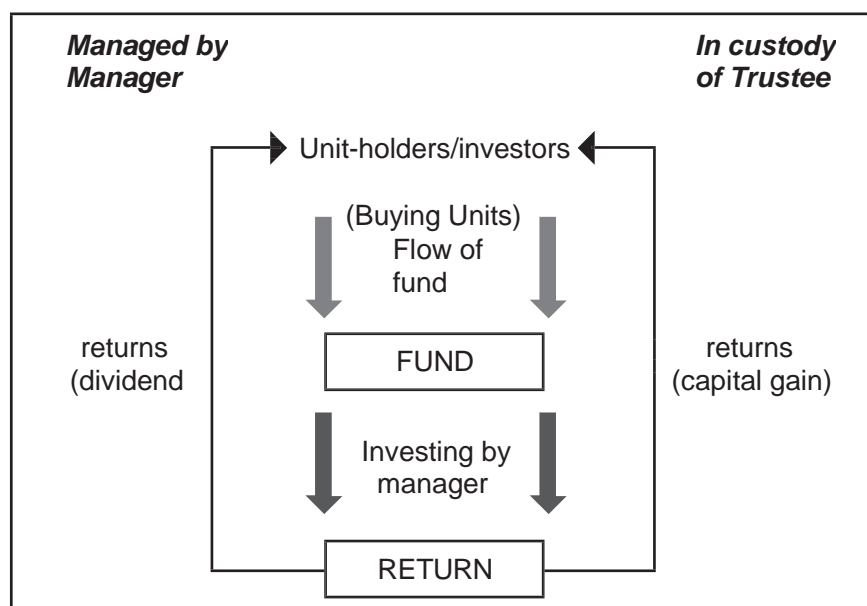 Managed by
Manager
In custody
of Trustee
Unit-holders/investors
(Buying Units)
Flow of
fund
FUND
returns
(dividend
returns
(capital gain)
Investing by
manager
RETURN